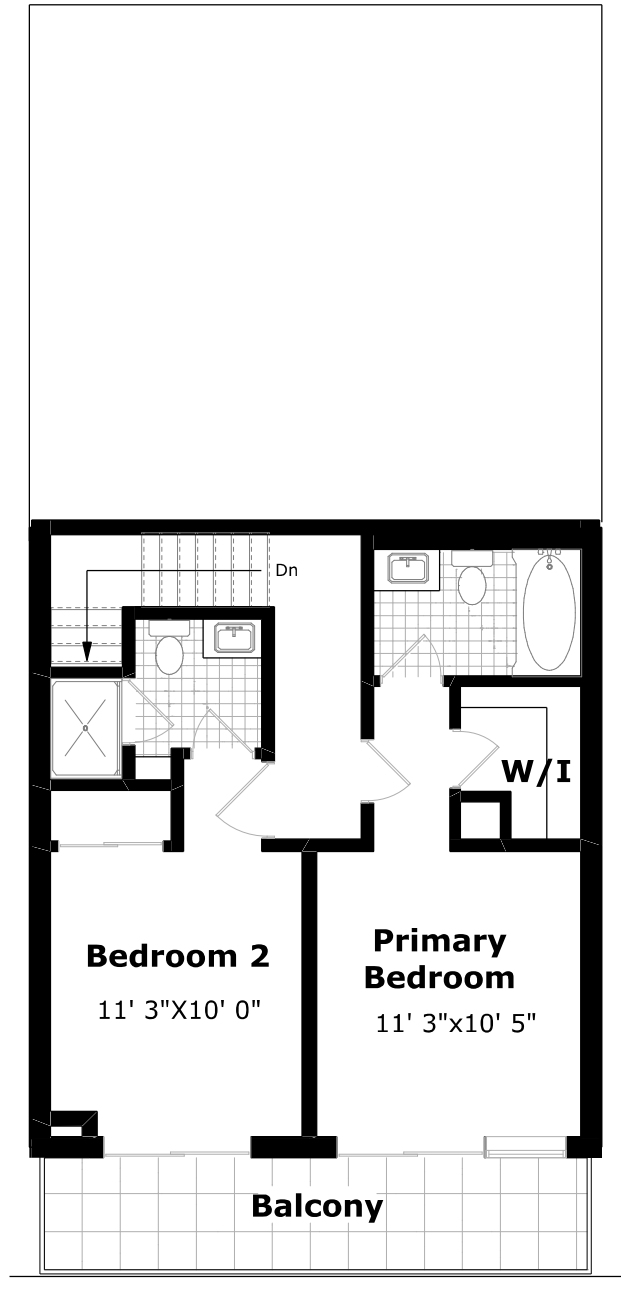 Dn
W/I
Bedroom 2
11' 3"X10' 0"
Primary
Bedroom
11' 3"x10' 5"
Balcony